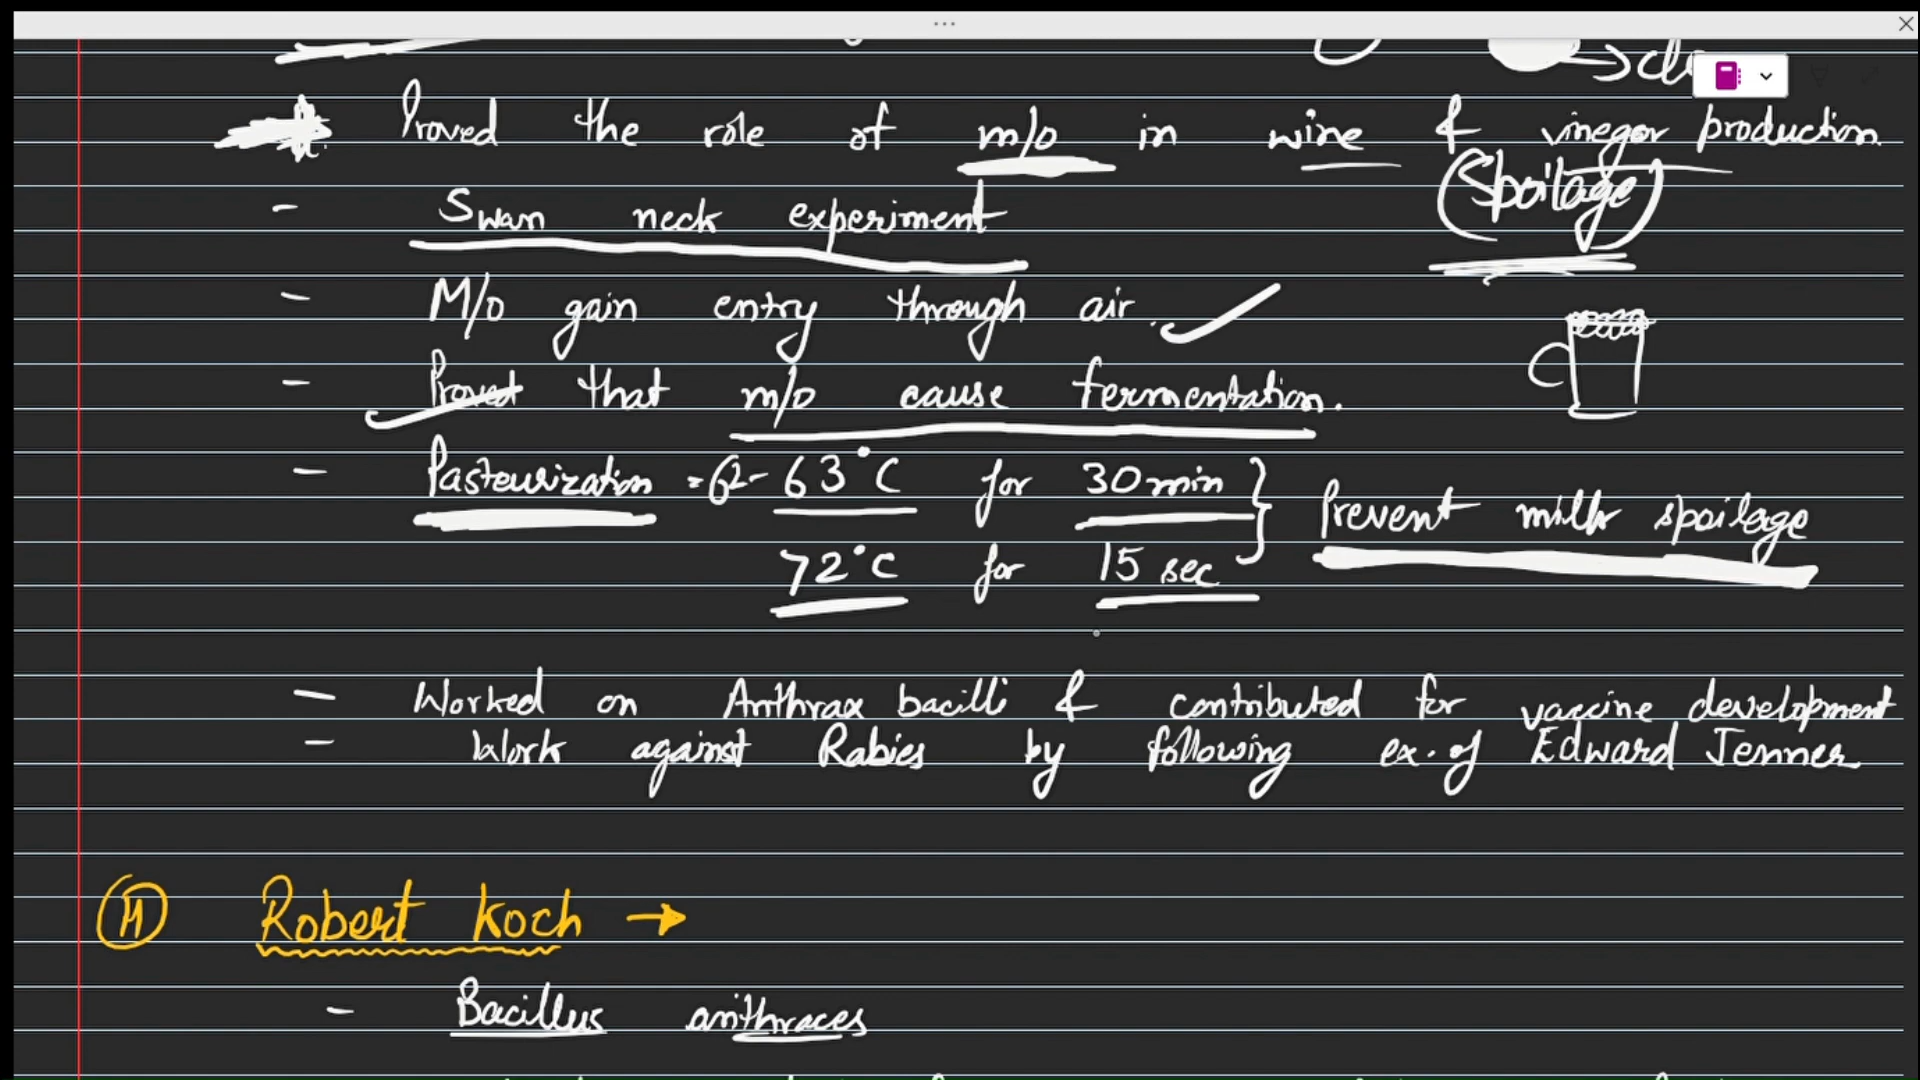 ...
Proved the role of m/o in wine & vinegar production.
(Spoilage)
- Swan neck experiment
- M/o gain entry through air.
- Proved that m/o cause fermentation.
- Pasteurization = 62-63°C for 30 min } Prevent milk spoilage
72°C for 15 sec
- Worked on Anthrax bacilli & contributed for vaccine development
- Work against Rabies by following ex. of Edward Jenner
Robert Koch →
- Bacillus anthraces